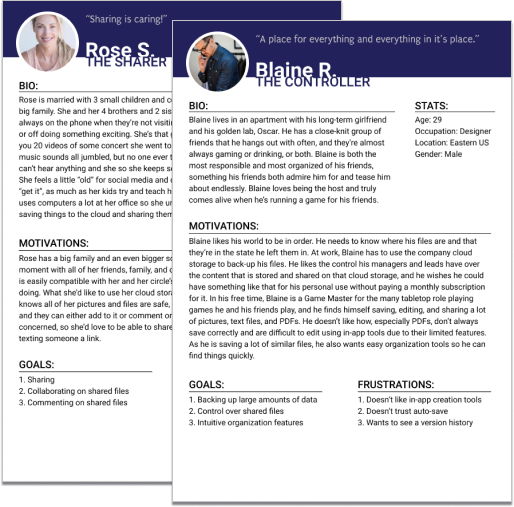 “Sharing is caring!”
Rose S.
THE SHARER
BIO:
Rose is married with 3 small children and c
big family. She and her 4 brothers and 2 sis
always on the phone when they're not visitin
or off doing something exciting. She's that
you 20 videos of some concert she went to
music sounds all jumbled, but no one ever t
can't hear anything and she so she keeps s
She feels a little “old” for social media and
“get it”, as much as her kids try and teach h
uses computers a lot at her office so she un
saving things to the cloud and sharing them
MOTIVATIONS:
Rose has a big family and an even bigger so
moment with all of her friends, family, and c
is easily compatible with her and her circle's
doing. What she'd like to use her cloud stora
knows all of her pictures and files are safe,
and they can either add to it or comment or
concerned, so she'd love to be able to share
texting someone a link.
GOALS:
1. Sharing
2. Collaborating on shared files
3. Commenting on shared files
“A place for everything and everything in it's place.”
Blaine R.
THE CONTROLLER
BIO:
Blaine lives in an apartment with his long-term girlfriend
and his golden lab, Oscar. He has a close-knit group of
friends that he hangs out with often, and they're almost
always gaming or drinking, or both. Blaine is both the
most responsible and most organized of his friends,
something his friends both admire him for and tease him
about endlessly. Blaine loves being the host and truly
comes alive when he's running a game for his friends.
STATS:
Age: 29
Occupation: Designer
Location: Eastern US
Gender: Male
MOTIVATIONS:
Blaine likes his world to be in order. He needs to know where his files are and that
they're in the state he left them in. At work, Blaine has to use the company cloud
storage to back-up his files. He likes the control his managers and leads have over
the content that is stored and shared on that cloud storage, and he wishes he could
have something like that for his personal use without paying a monthly subscription
for it. In his free time, Blaine is a Game Master for the many tabletop role playing
games he and his friends play, and he finds himself saving, editing, and sharing a lot
of pictures, text files, and PDFs. He doesn't like how, especially PDFs, don't always
save correctly and are difficult to edit using in-app tools due to their limited features.
As he is saving a lot of similar files, he also wants easy organization tools so he can
find things quickly.
GOALS:
1. Backing up large amounts of data
2. Control over shared files
3. Intuitive organization features
FRUSTRATIONS:
1. Doesn't like in-app creation tools
2. Doesn't trust auto-save
3. Wants to see a version history